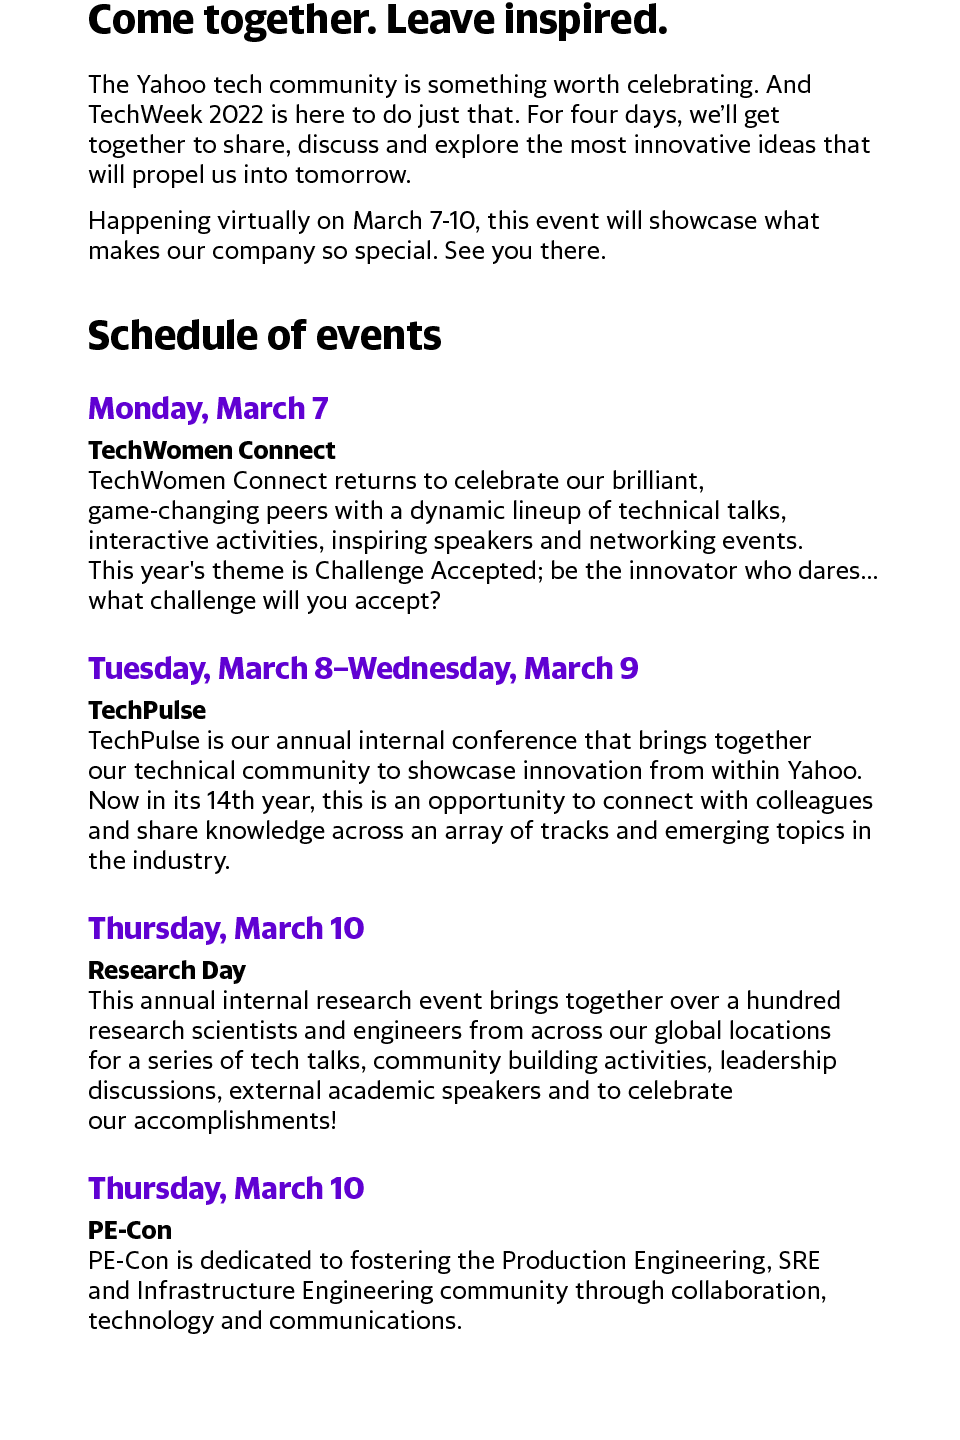 Come together. Leave inspired.
The Yahoo tech community is something worth celebrating. And
TechWeek 2022 is here to do just that. For four days, we’ll get
together to share, discuss and explore the most innovative ideas that
will propel us into tomorrow.
Happening virtually on March 7-10, this event will showcase what
makes our company so special. See you there.
Schedule of events
Monday, March 7
TechWomen Connect
TechWomen Connect returns to celebrate our brilliant,
game-changing peers with a dynamic lineup of technical talks,
interactive activities, inspiring speakers and networking events.
This year's theme is Challenge Accepted; be the innovator who dares...
what challenge will you accept?
Tuesday, March 8–Wednesday, March 9
TechPulse
TechPulse is our annual internal conference that brings together
our technical community to showcase innovation from within Yahoo.
Now in its 14th year, this is an opportunity to connect with colleagues
and share knowledge across an array of tracks and emerging topics in
the industry.
Thursday, March 10
Research Day
This annual internal research event brings together over a hundred
research scientists and engineers from across our global locations
for a series of tech talks, community building activities, leadership
discussions, external academic speakers and to celebrate
our accomplishments!
Thursday, March 10
PE-Con
PE-Con is dedicated to fostering the Production Engineering, SRE
and Infrastructure Engineering community through collaboration,
technology and communications.